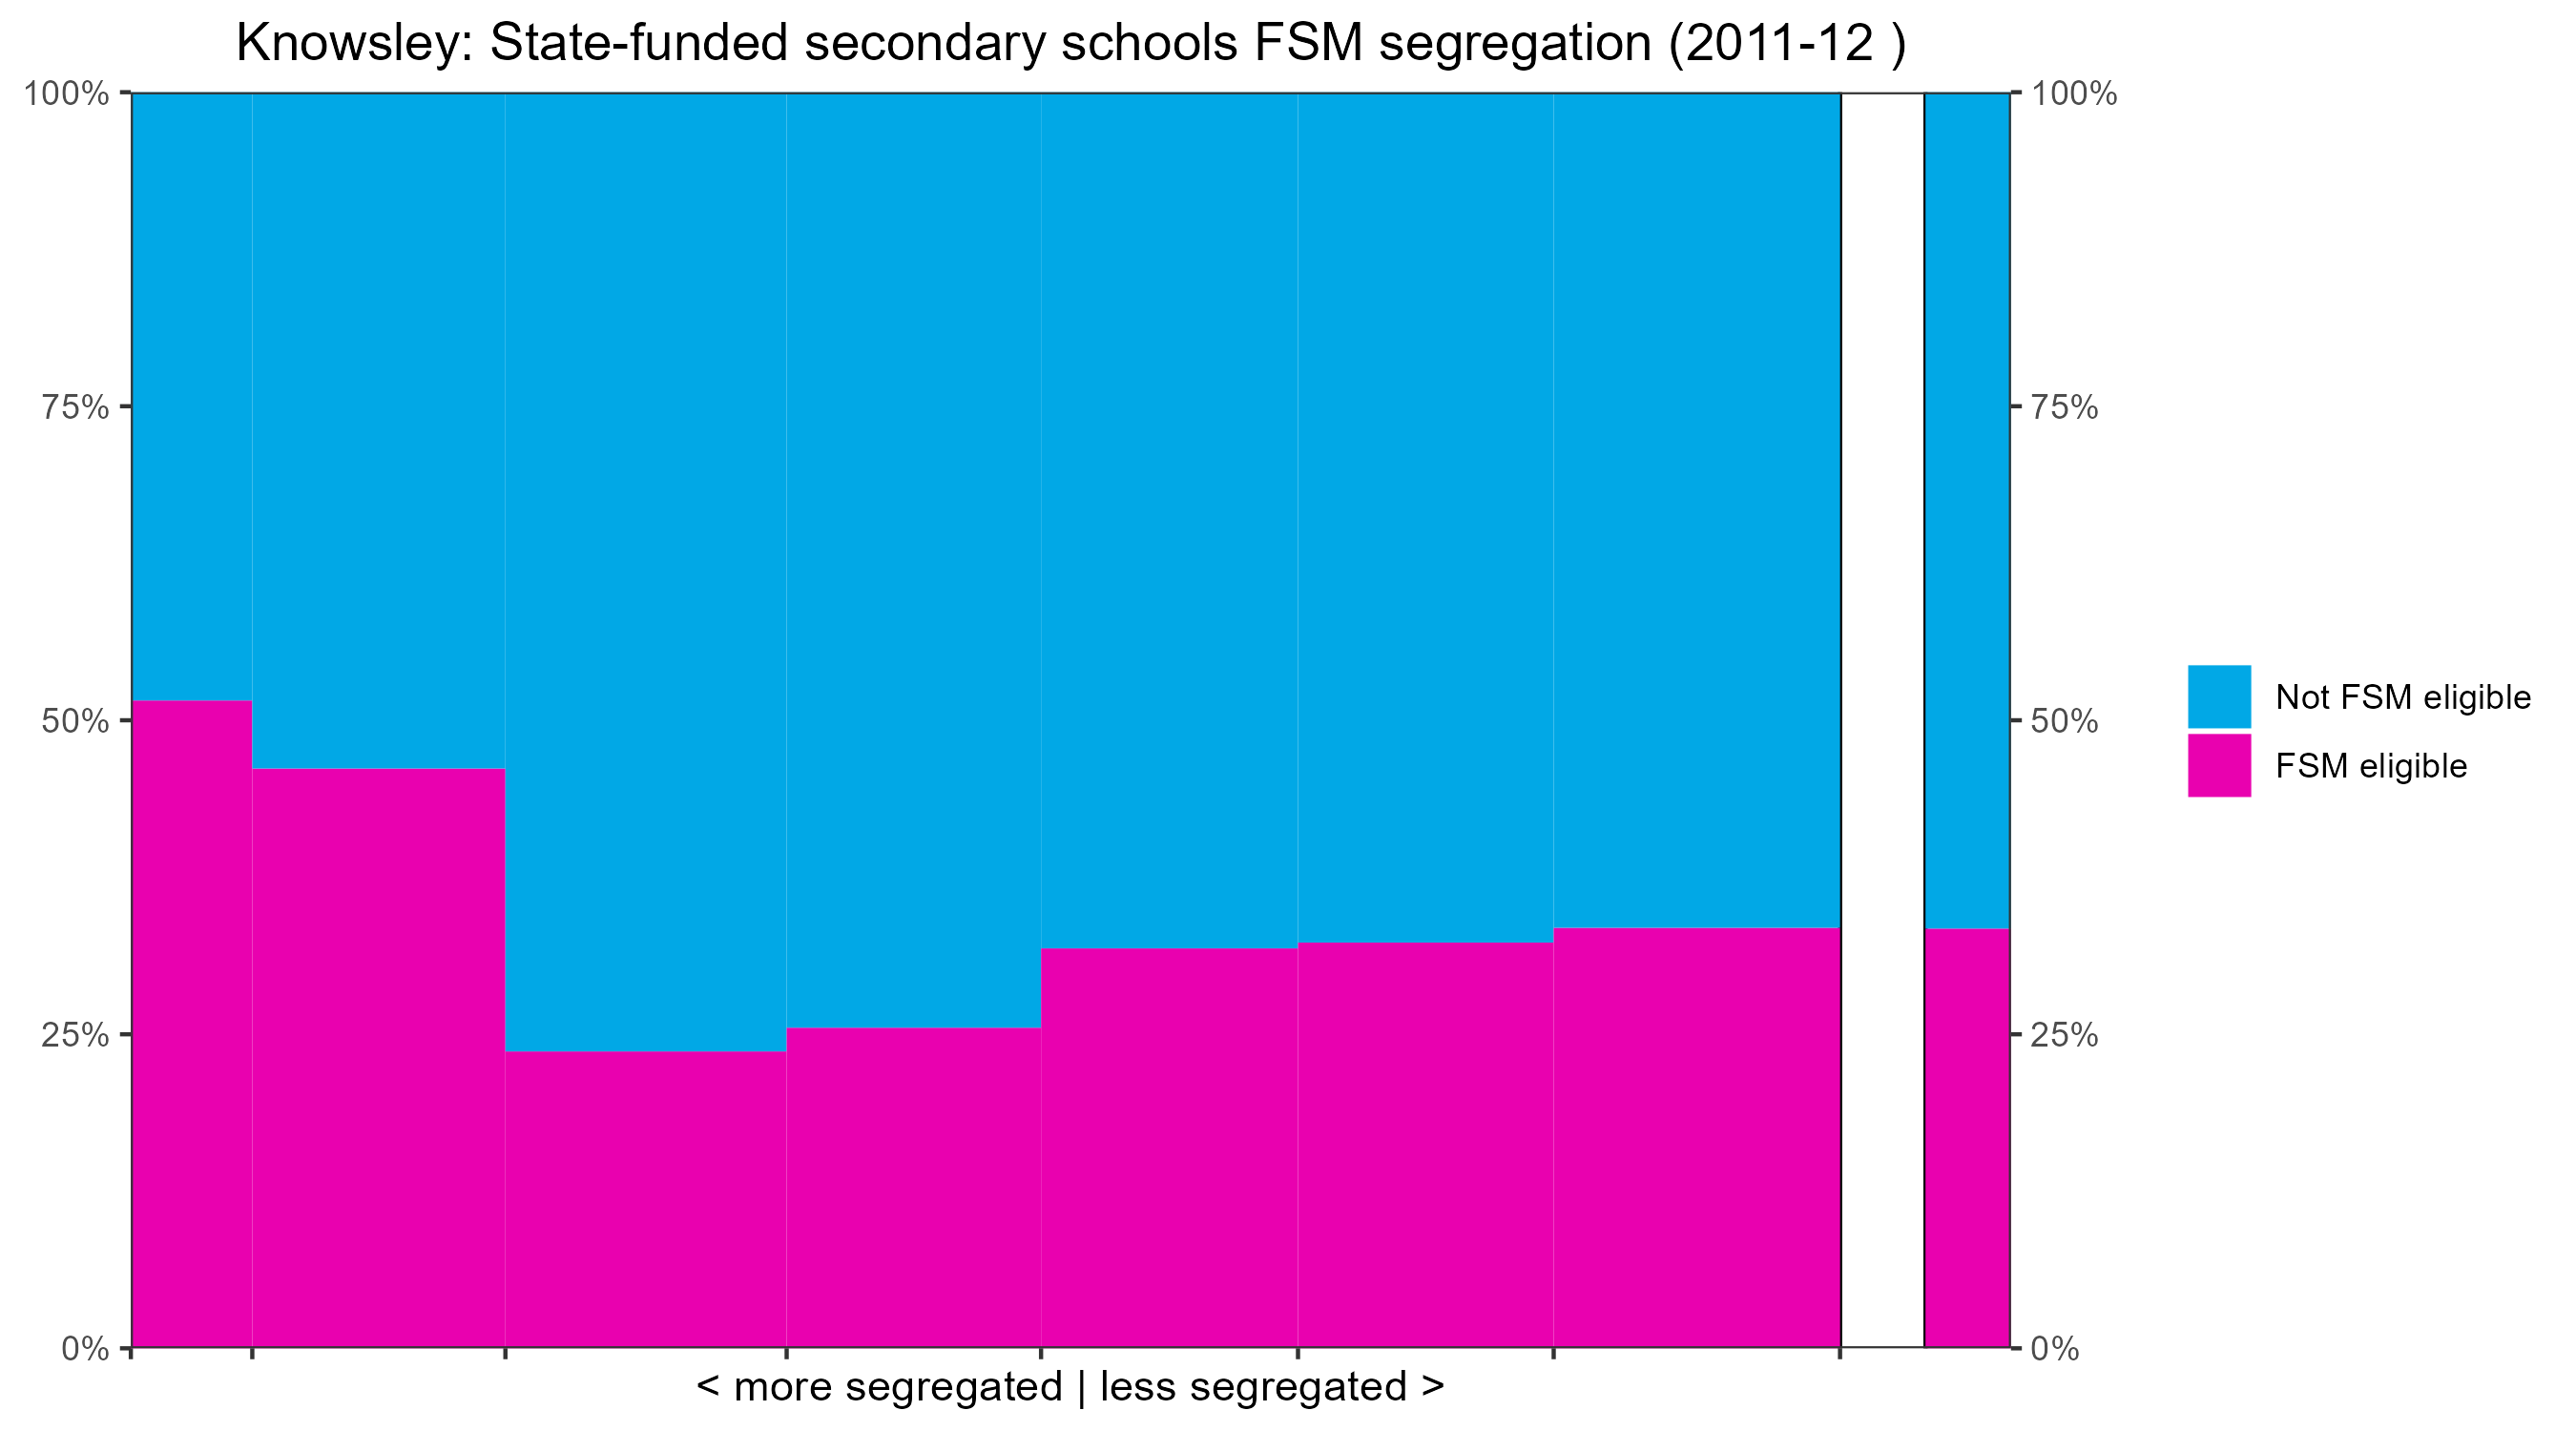 Knowsley: State-funded secondary schools FSM segregation (2011-12 )
100%
100%
75%
75%
50%
50%
Not FSM eligible
FSM eligible
25%
25%
0%
0%
< more segregated | less segregated >